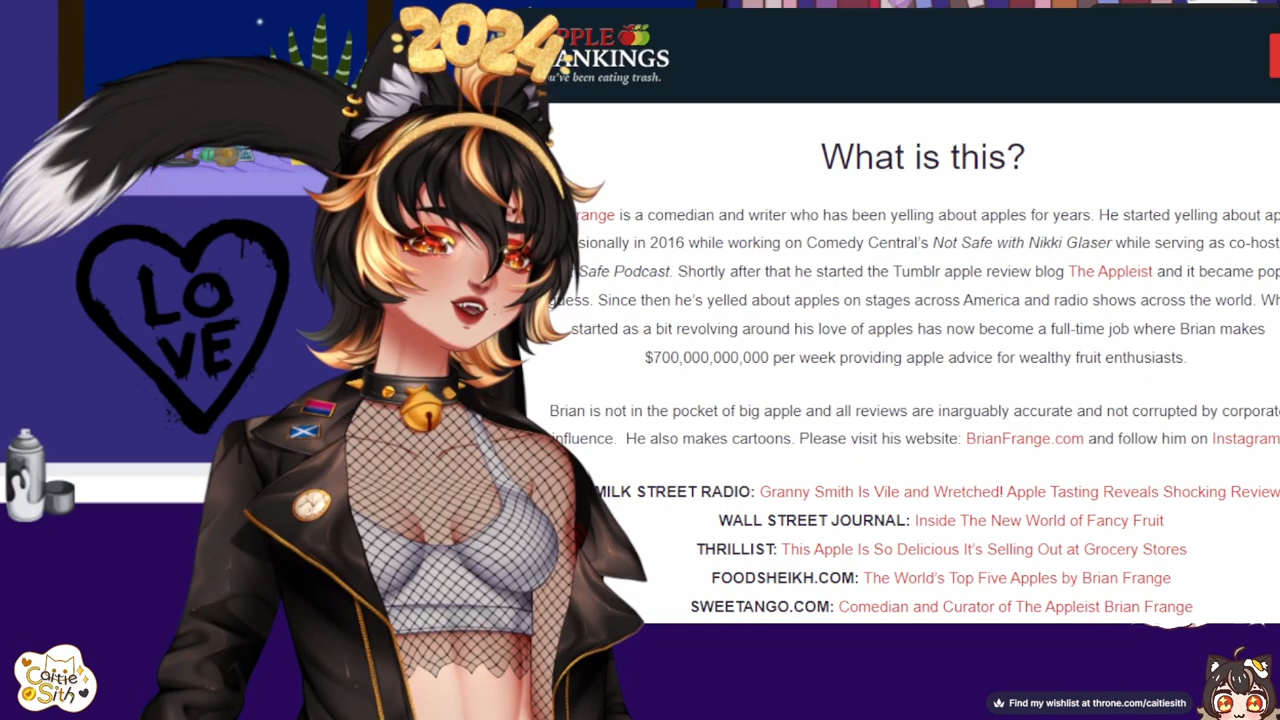 2024
PPLE
ANKINGS
u've been eating trash.
What is this?
range is a comedian and writer who has been yelling about apples for years. He started yelling about ap
sionally in 2016 while working on Comedy Central's Not Safe with Nikki Glaser while serving as co-host
Safe Podcast. Shortly after that he started the Tumblr apple review blog The Appleist and it became pop
guess. Since then he's yelled about apples on stages across America and radio shows across the world. Wh
started as a bit revolving around his love of apples has now become a full-time job where Brian makes
$700,000,000,000 per week providing apple advice for wealthy fruit enthusiasts.
Brian is not in the pocket of big apple and all reviews are inarguably accurate and not corrupted by corporate
influence. He also makes cartoons. Please visit his website: BrianFrange.com and follow him on Instagram
MILK STREET RADIO: Granny Smith Is Vile and Wretched! Apple Tasting Reveals Shocking Review
WALL STREET JOURNAL: Inside The New World of Fancy Fruit
THRILLIST: This Apple Is So Delicious It's Selling Out at Grocery Stores
FOODSHEIKH.COM: The World's Top Five Apples by Brian Frange
SWEETANGO.COM: Comedian and Curator of The Appleist Brian Frange
LO
VE
Caitie
Sith
Find my wishlist at throne.com/caitiesith